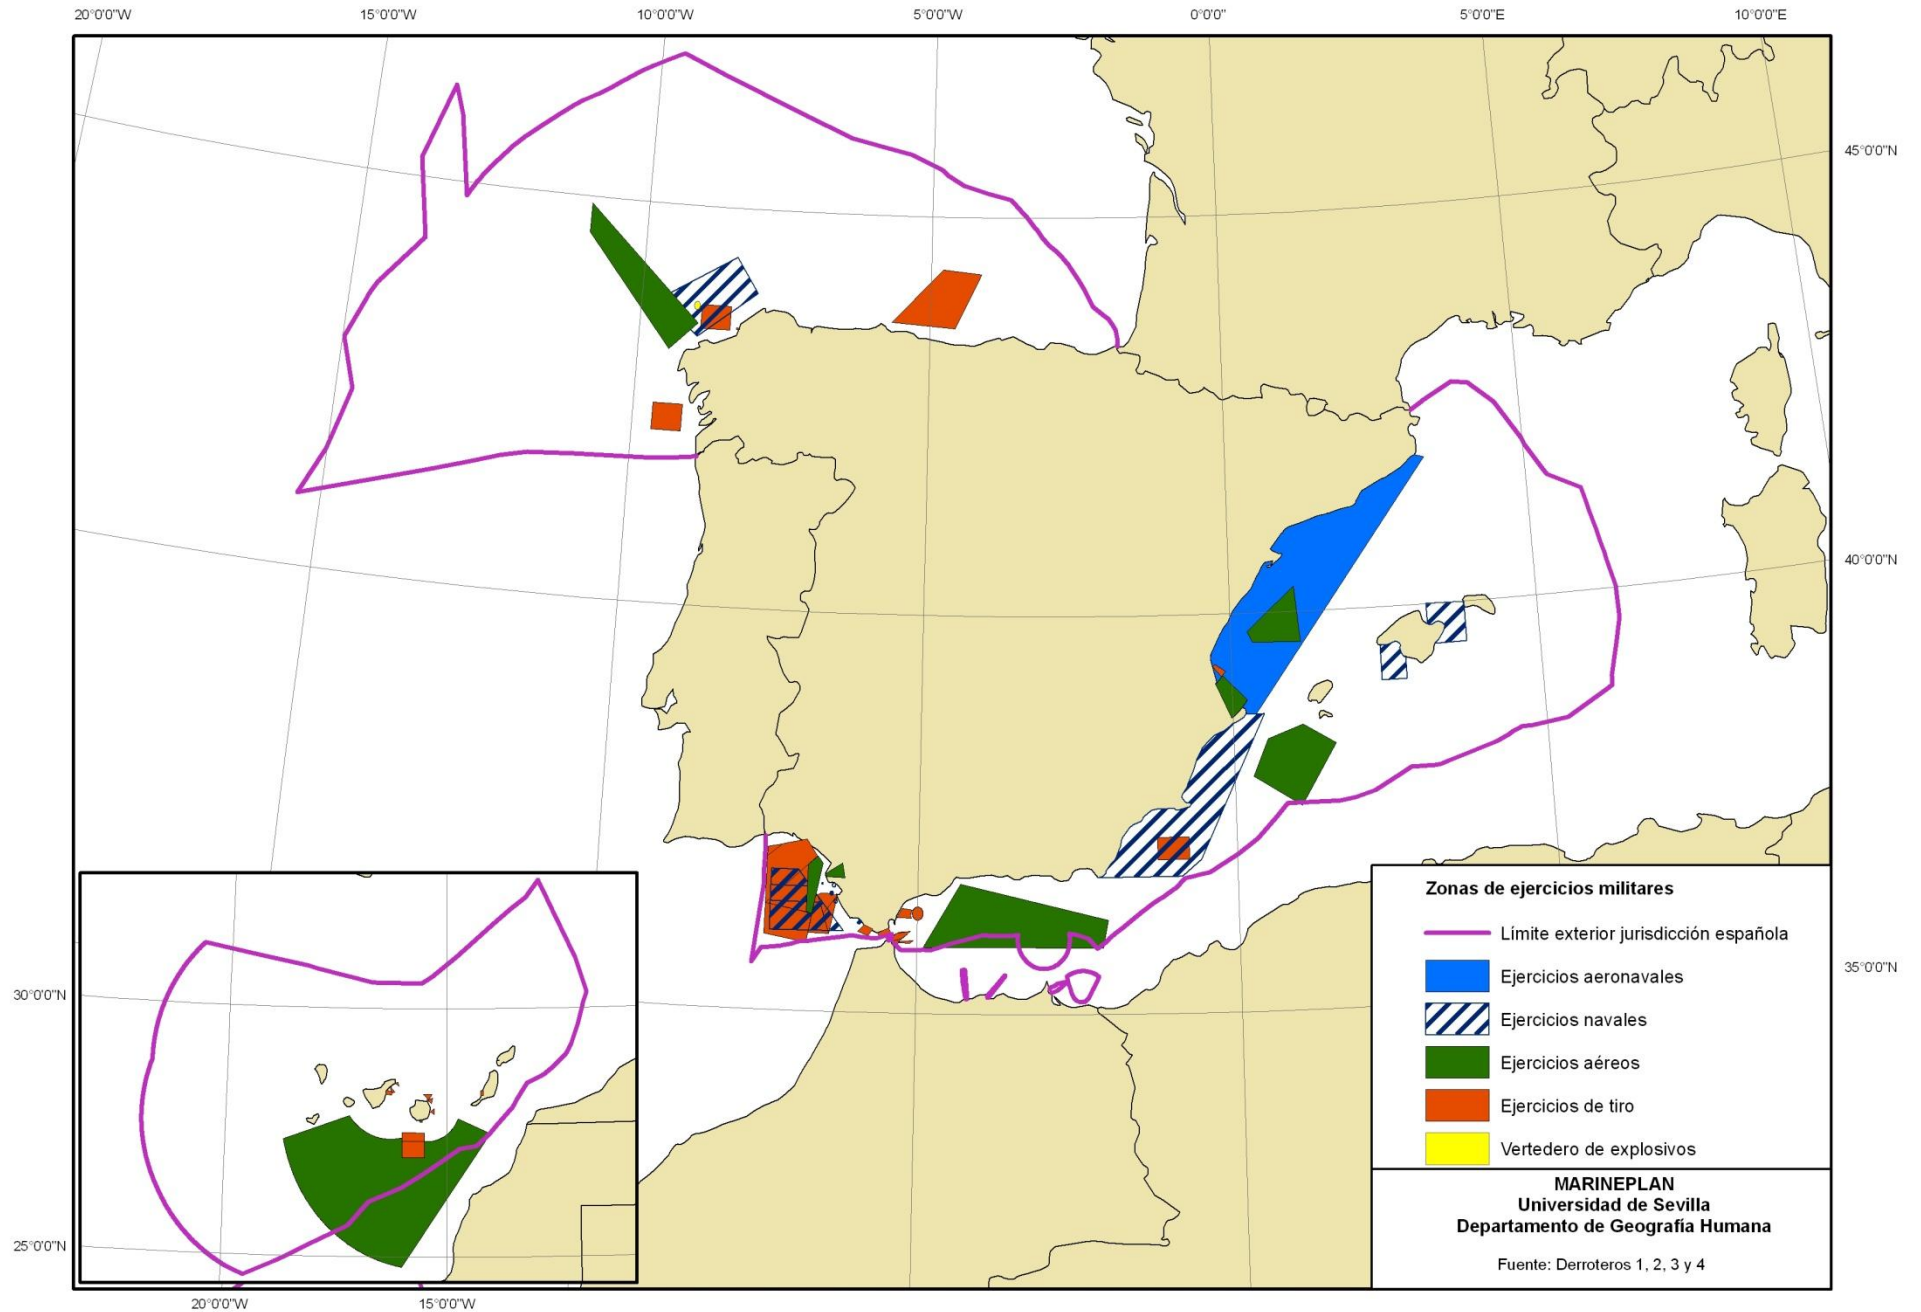 20°0'0"W 15°0'0"W 10°0'0"W 5°0'0"W 0°0'0" 5°0'0"E 10°0'0"E
45°0'0"N
40°0'0"N
35°0'0"N
30°0'0"N
25°0'0"N
20°0'0"W 15°0'0"W
Zonas de ejercicios militares
Límite exterior jurisdicción española
Ejercicios aeronavales
Ejercicios navales
Ejercicios aéreos
Ejercicios de tiro
Vertedero de explosivos
MARINEPLAN
Universidad de Sevilla
Departamento de Geografía Humana
Fuente: Derroteros 1, 2, 3 y 4